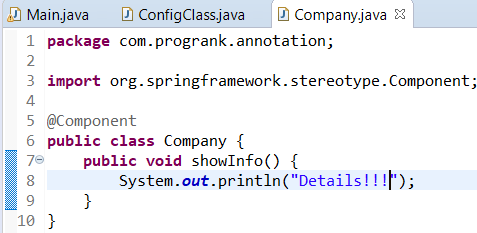 Main.java ConfigClass.java Company.java
1 package com.progrank.annotation;
2
3 import org.springframework.stereotype.Component;
4
5 @Component
6 public class Company {
7 public void showInfo() {
8 System.out.println("Details!!!");
9 }
10 }